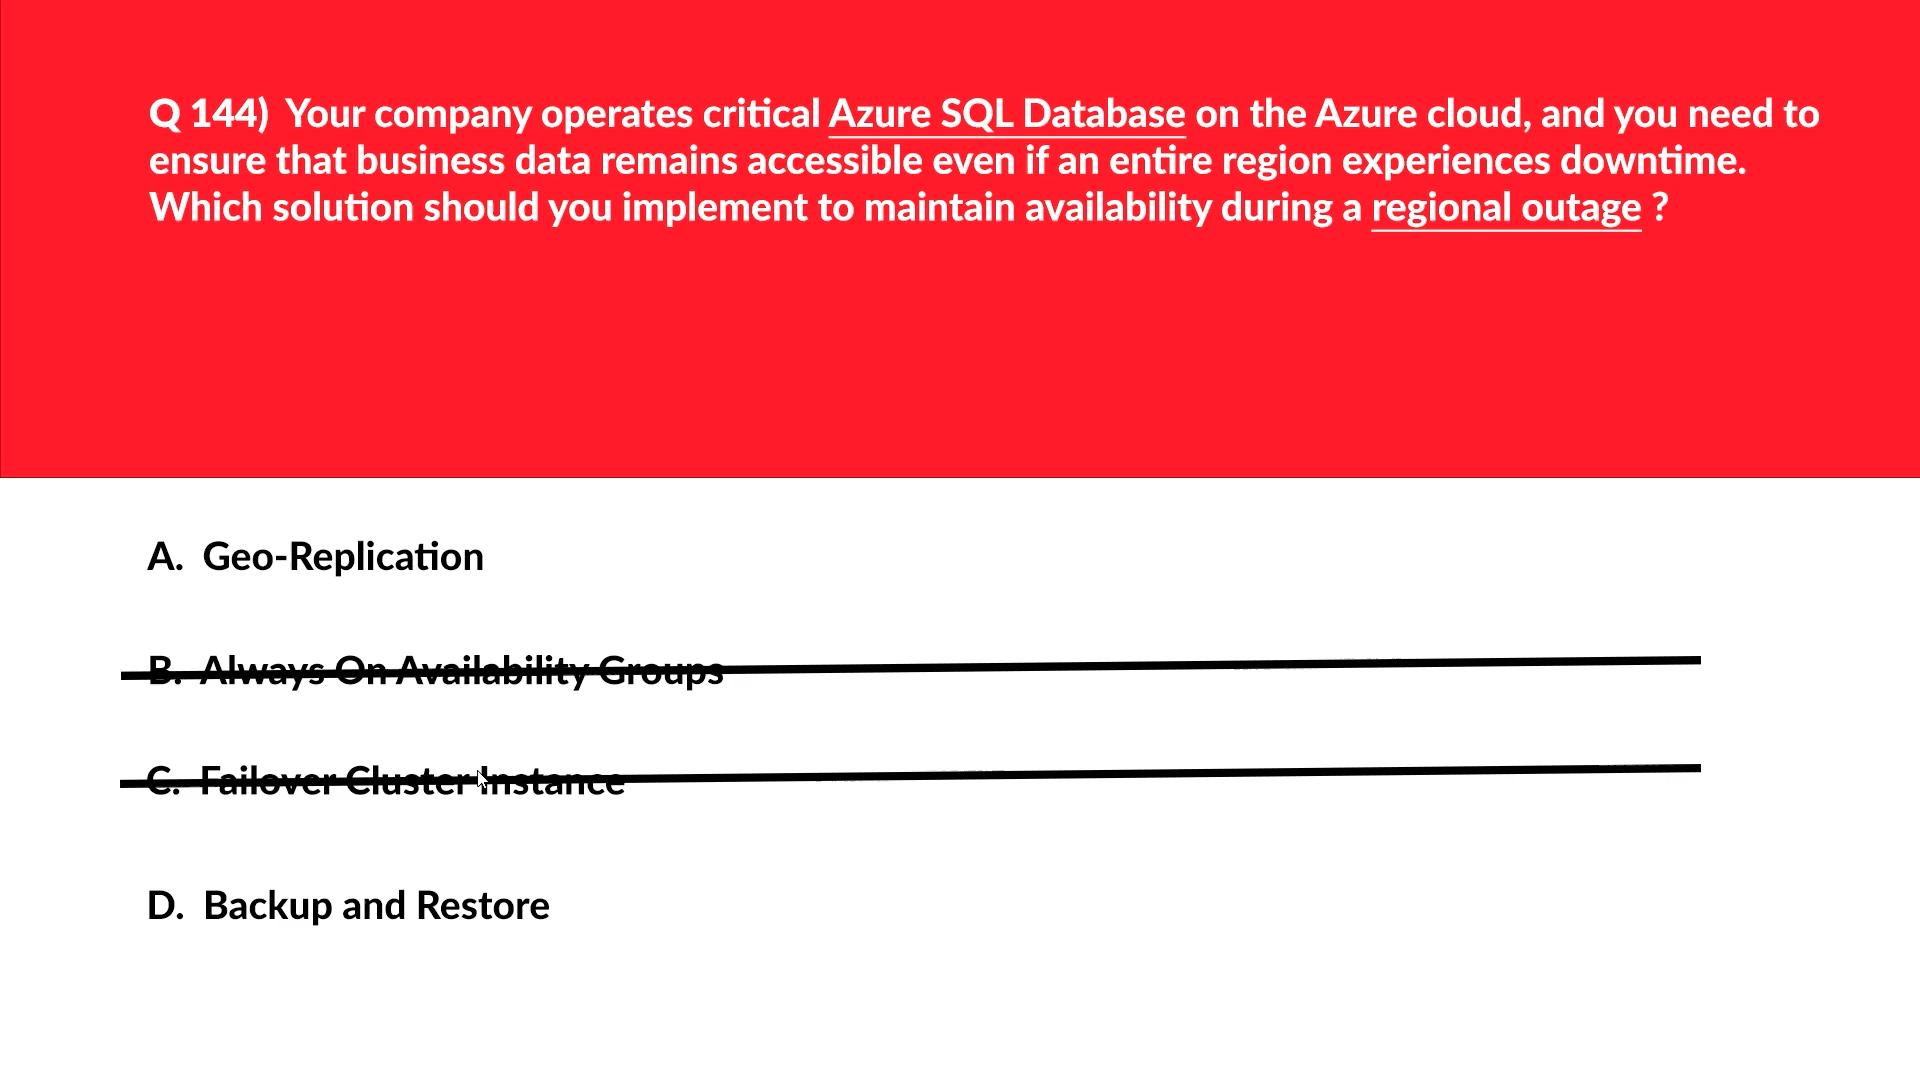 Q 144) Your company operates critical Azure SQL Database on the Azure cloud, and you need to
ensure that business data remains accessible even if an entire region experiences downtime.
Which solution should you implement to maintain availability during a regional outage ?
A. Geo-Replication
B. Always On Availability Groups
C. Failover Cluster Instance
D. Backup and Restore